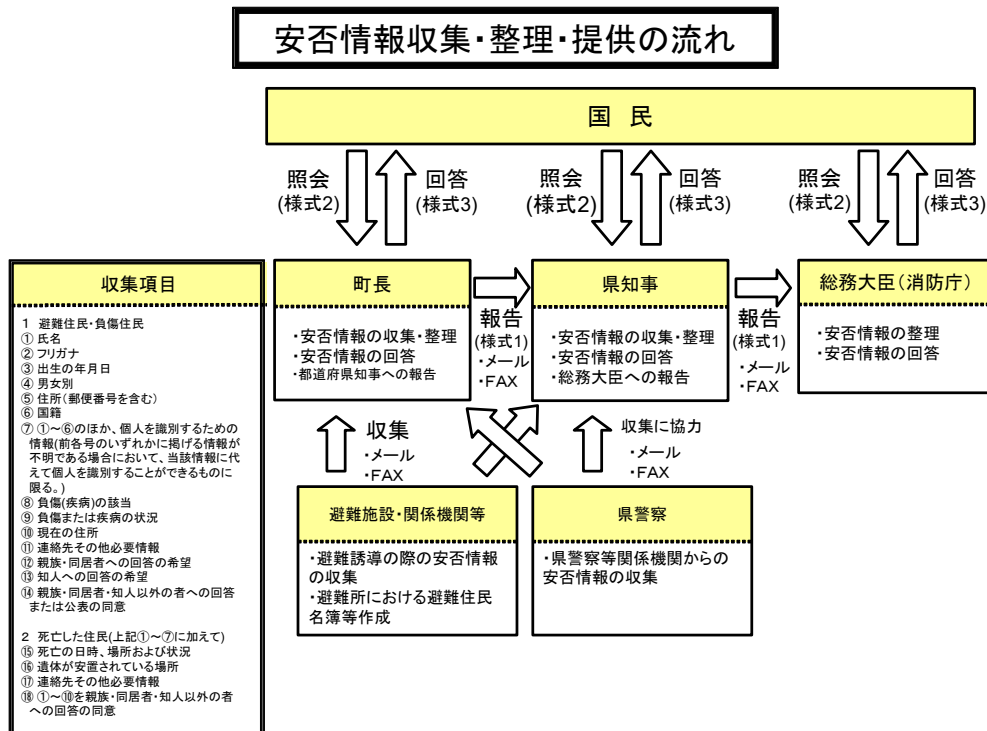 安否情報収集・整理・提供の流れ
国 民
照会
(様式2)
回答
(様式3)
照会
(様式2)
回答
(様式3)
照会
(様式2)
回答
(様式3)
収集項目
1 避難住民・負傷住民
① 氏名
② フリガナ
③ 出生の年月日
④ 男女別
⑤ 住所(郵便番号を含む)
⑥ 国籍
⑦ ①～⑥のほか、個人を識別するための
情報(前各号のいずれかに掲げる情報が
不明である場合において、当該情報に代
えて個人を識別することができるものに
限る。)
⑧ 負傷(疾病)の該当
⑨ 負傷または疾病の状況
⑩ 現在の住所
⑪ 連絡先その他必要情報
⑫ 親族・同居者への回答の希望
⑬ 知人への回答の希望
⑭ 親族・同居者・知人以外の者への回答
または公表の同意
2 死亡した住民(上記①～⑦に加えて)
⑮ 死亡の日時、場所および状況
⑯ 遺体が安置されている場所
⑰ 連絡先その他必要情報
⑱ ①～⑩を親族・同居者・知人以外の者
への回答の同意
町長
・安否情報の収集・整理
・安否情報の回答
・都道府県知事への報告
報告
(様式1)
・メール
・FAX
県知事
・安否情報の収集・整理
・安否情報の回答
・総務大臣への報告
報告
(様式1)
・メール
・FAX
総務大臣(消防庁)
・安否情報の整理
・安否情報の回答
収集
・メール
・FAX
収集に協力
・メール
・FAX
避難施設・関係機関等
・避難誘導の際の安否情報
の収集
・避難所における避難住民
名簿等作成
県警察
・県警察等関係機関からの
安否情報の収集